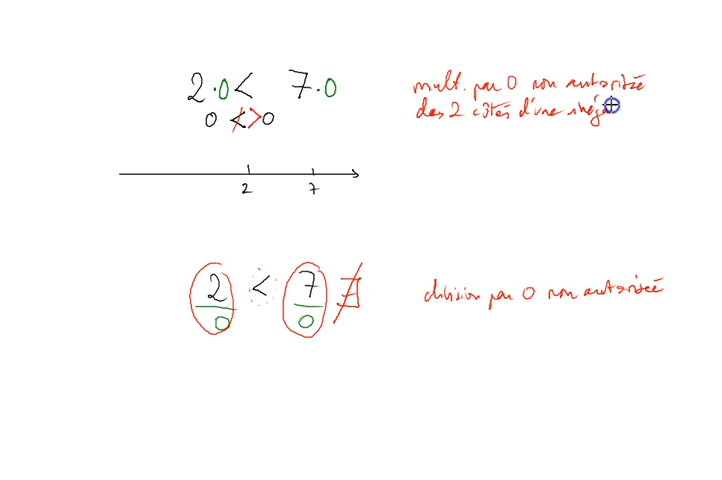 2 · 0 < 7 · 0
0 < > 0
2 7
2/0 < 7/0 ∄
mult. par 0 non autorisée
des 2 côtés d'une inég
division par 0 non autorisée